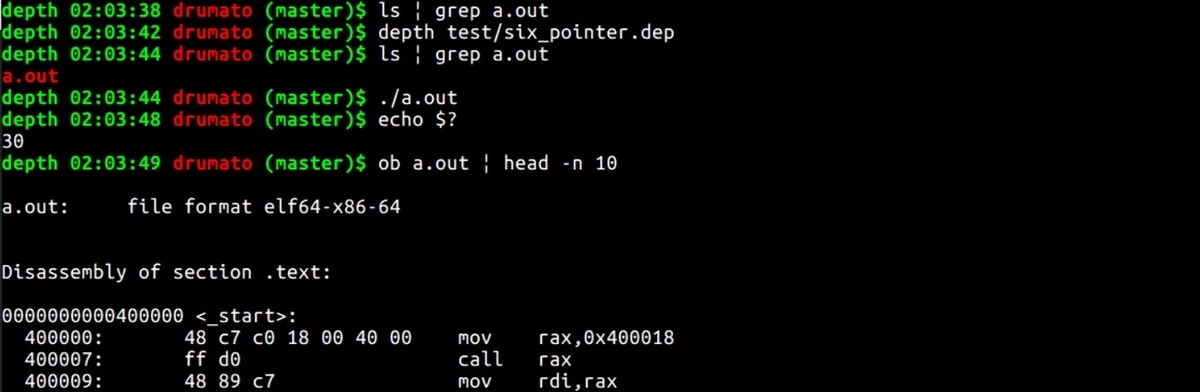 depth 02:03:38 drumato (master)$ ls ¦ grep a.out
depth 02:03:42 drumato (master)$ depth test/six_pointer.dep
depth 02:03:44 drumato (master)$ ls ¦ grep a.out
a.out
depth 02:03:44 drumato (master)$ ./a.out
depth 02:03:48 drumato (master)$ echo $?
30
depth 02:03:49 drumato (master)$ ob a.out ¦ head -n 10
a.out:     file format elf64-x86-64
Disassembly of section .text:
0000000000400000 <_start>:
  400000:       48 c7 c0 18 00 40 00    mov    rax,0x400018
  400007:       ff d0                   call   rax
  400009:       48 89 c7                mov    rdi,rax